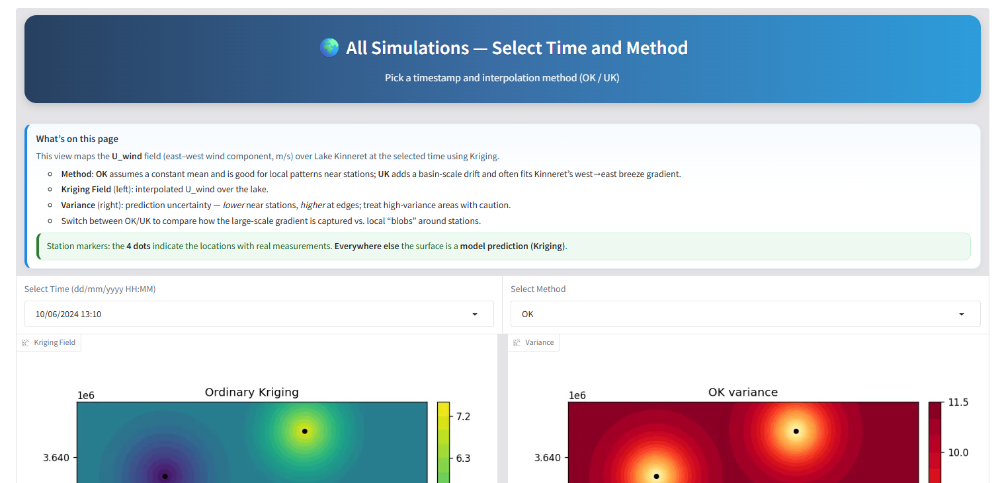 🌍 All Simulations — Select Time and Method
Pick a timestamp and interpolation method (OK / UK)
What's on this page
This view maps the U_wind field (east–west wind component, m/s) over Lake Kinneret at the selected time using Kriging.
Method: OK assumes a constant mean and is good for local patterns near stations; UK adds a basin-scale drift and often fits Kinneret's west→east breeze gradient.
Kriging Field (left): interpolated U_wind over the lake.
Variance (right): prediction uncertainty — lower near stations, higher at edges; treat high-variance areas with caution.
Switch between OK/UK to compare how the large-scale gradient is captured vs. local “blobs” around stations.
Station markers: the 4 dots indicate the locations with real measurements. Everywhere else the surface is a model prediction (Kriging).
Select Time (dd/mm/yyyy HH:MM)
10/06/2024 13:10
Select Method
OK
Kriging Field
1e6
Ordinary Kriging
7.2
3.640
6.3
Variance
1e6
OK variance
11.5
3.640
10.0